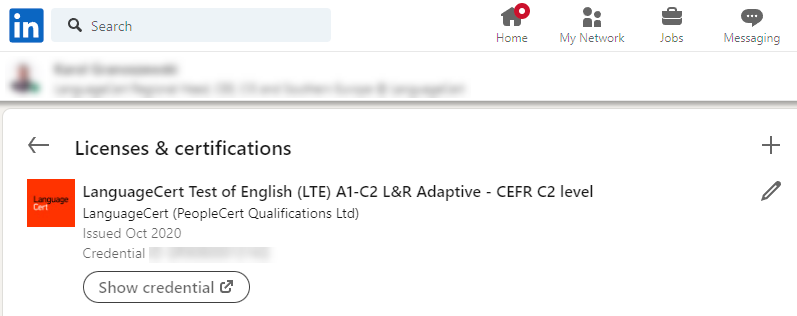 in
Search
Home
My Network
Jobs
Messaging
Licenses & certifications
LanguageCert Test of English (LTE) A1-C2 L&R Adaptive - CEFR C2 level
Language
Cert
LanguageCert (PeopleCert Qualifications Ltd)
Issued Oct 2020
Credential
Show credential